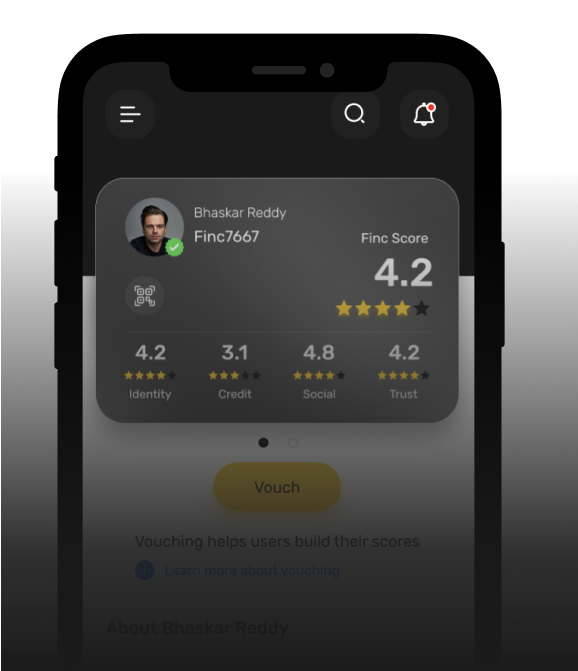 Bhaskar Reddy
Finc7667
Finc Score
4.2
4.2 3.1 4.8 4.2
Identity Credit Social Trust
Vouch
Vouching helps users build their scores
i Learn more about vouching
About Bhaskar Reddy